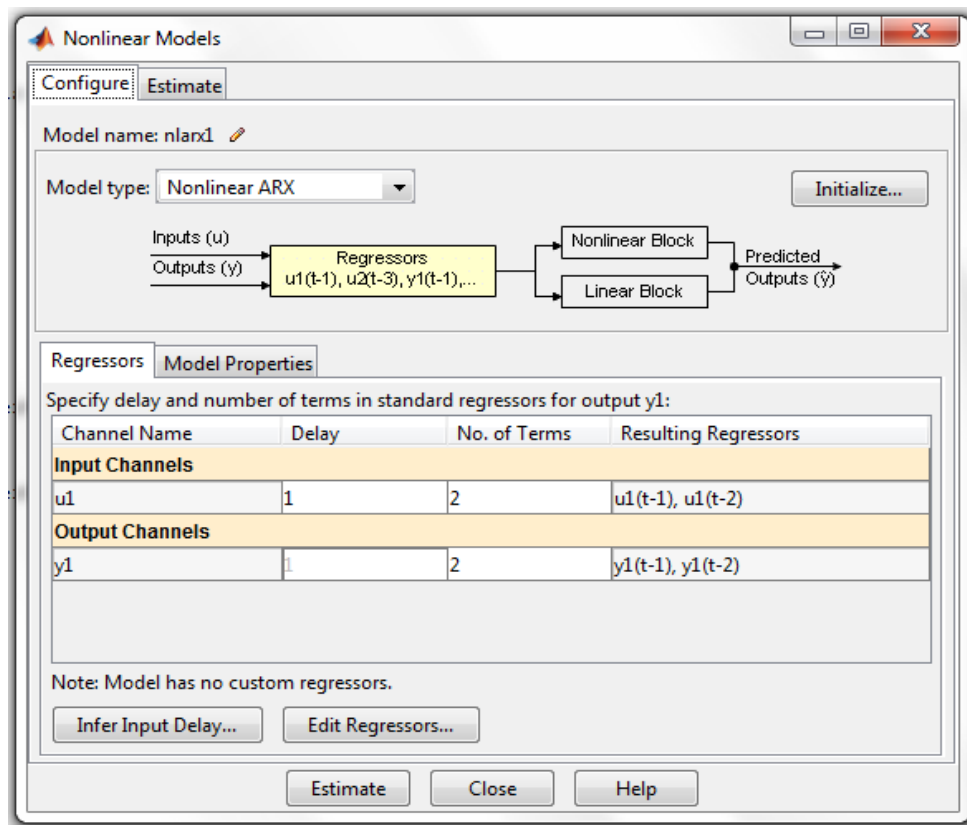 Nonlinear Models
Configure Estimate
Model name: nlarx1
Model type: Nonlinear ARX Initialize...
Inputs (u)
Outputs (y)
Regressors
u1(t-1), u2(t-3), y1(t-1),...
Nonlinear Block
Linear Block
Predicted
Outputs (ŷ)
Regressors Model Properties
Specify delay and number of terms in standard regressors for output y1:
Channel Name Delay No. of Terms Resulting Regressors
Input Channels
u1 1 2 u1(t-1), u1(t-2)
Output Channels
y1 1 2 y1(t-1), y1(t-2)
Note: Model has no custom regressors.
Infer Input Delay... Edit Regressors...
Estimate Close Help